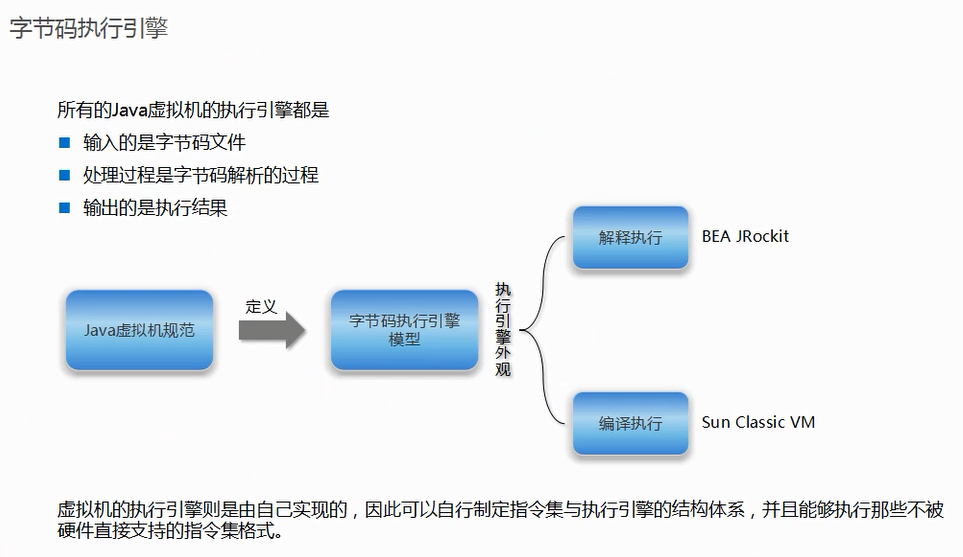 字节码执行引擎
所有的Java虚拟机的执行引擎都是
输入的是字节码文件
处理过程是字节码解析的过程
输出的是执行结果
Java虚拟机规范
定义
字节码执行引擎
模型
执行引擎外观
解释执行
BEA JRockit
编译执行
Sun Classic VM
虚拟机的执行引擎则是由自己实现的，因此可以自行制定指令集与执行引擎的结构体系，并且能够执行那些不被
硬件直接支持的指令集格式。